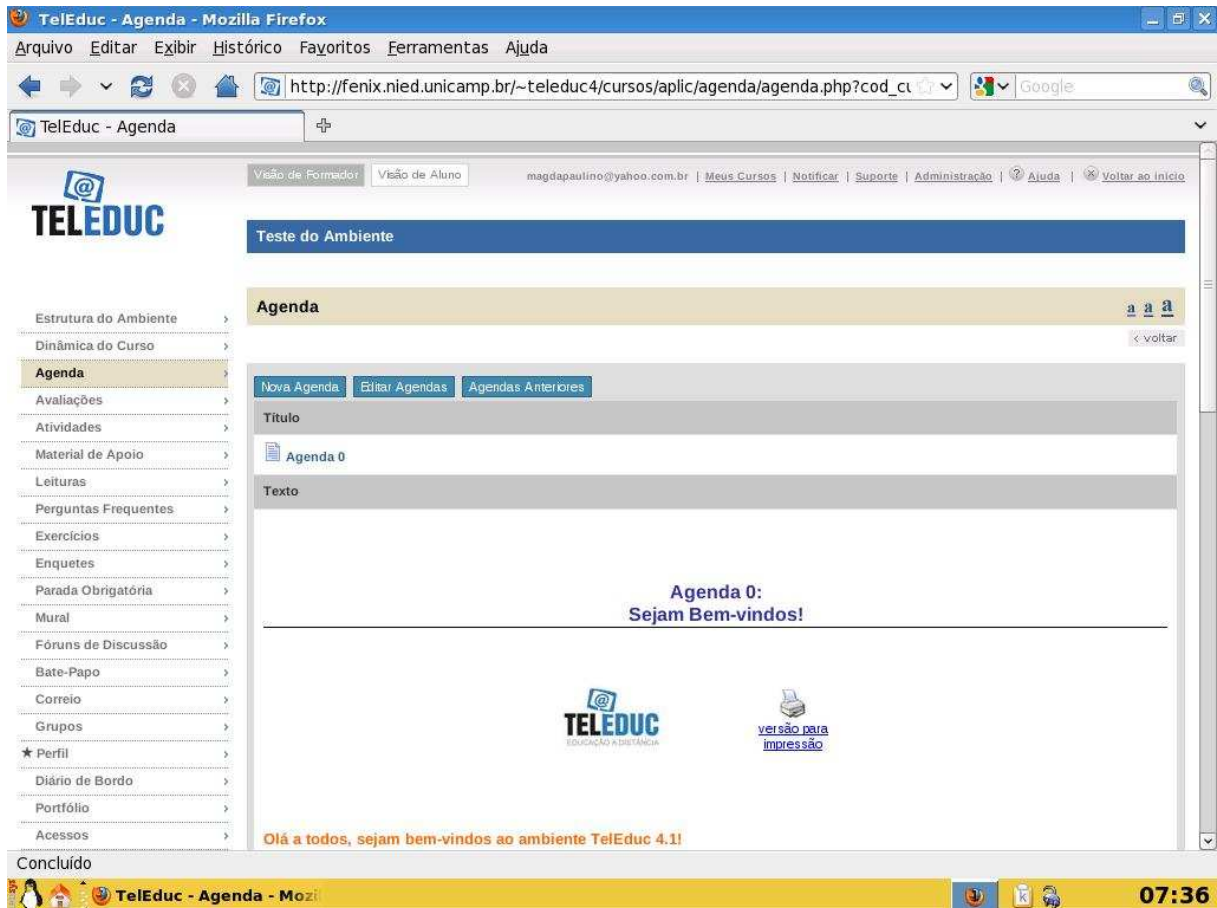 TelEduc - Agenda - Mozilla Firefox
Arquivo Editar Exibir Histórico Favoritos Ferramentas Ajuda
http://fenix.nied.unicamp.br/~teleduc4/cursos/aplic/agenda/agenda.php?cod_cu
Google
TelEduc - Agenda
Visão de Formador Visão de Aluno magdapaulino@yahoo.com.br | Meus Cursos | Notificar | Suporte | Administração | ? Ajuda | Voltar ao início
TELEDUC
Teste do Ambiente
Agenda a a a
< voltar
Estrutura do Ambiente
Dinâmica do Curso
Agenda
Avaliações
Atividades
Material de Apoio
Leituras
Perguntas Frequentes
Exercícios
Enquetes
Parada Obrigatória
Mural
Fóruns de Discussão
Bate-Papo
Correio
Grupos
Perfil
Diário de Bordo
Portfólio
Acessos
Nova Agenda Editar Agendas Agendas Anteriores
Título
Agenda 0
Texto
Agenda 0:
Sejam Bem-vindos!
TELEDUC
EDUCAÇÃO A DISTÂNCIA
versão para
impressão
Olá a todos, sejam bem-vindos ao ambiente TelEduc 4.1!
Concluído
TelEduc - Agenda - Mozi
07:36